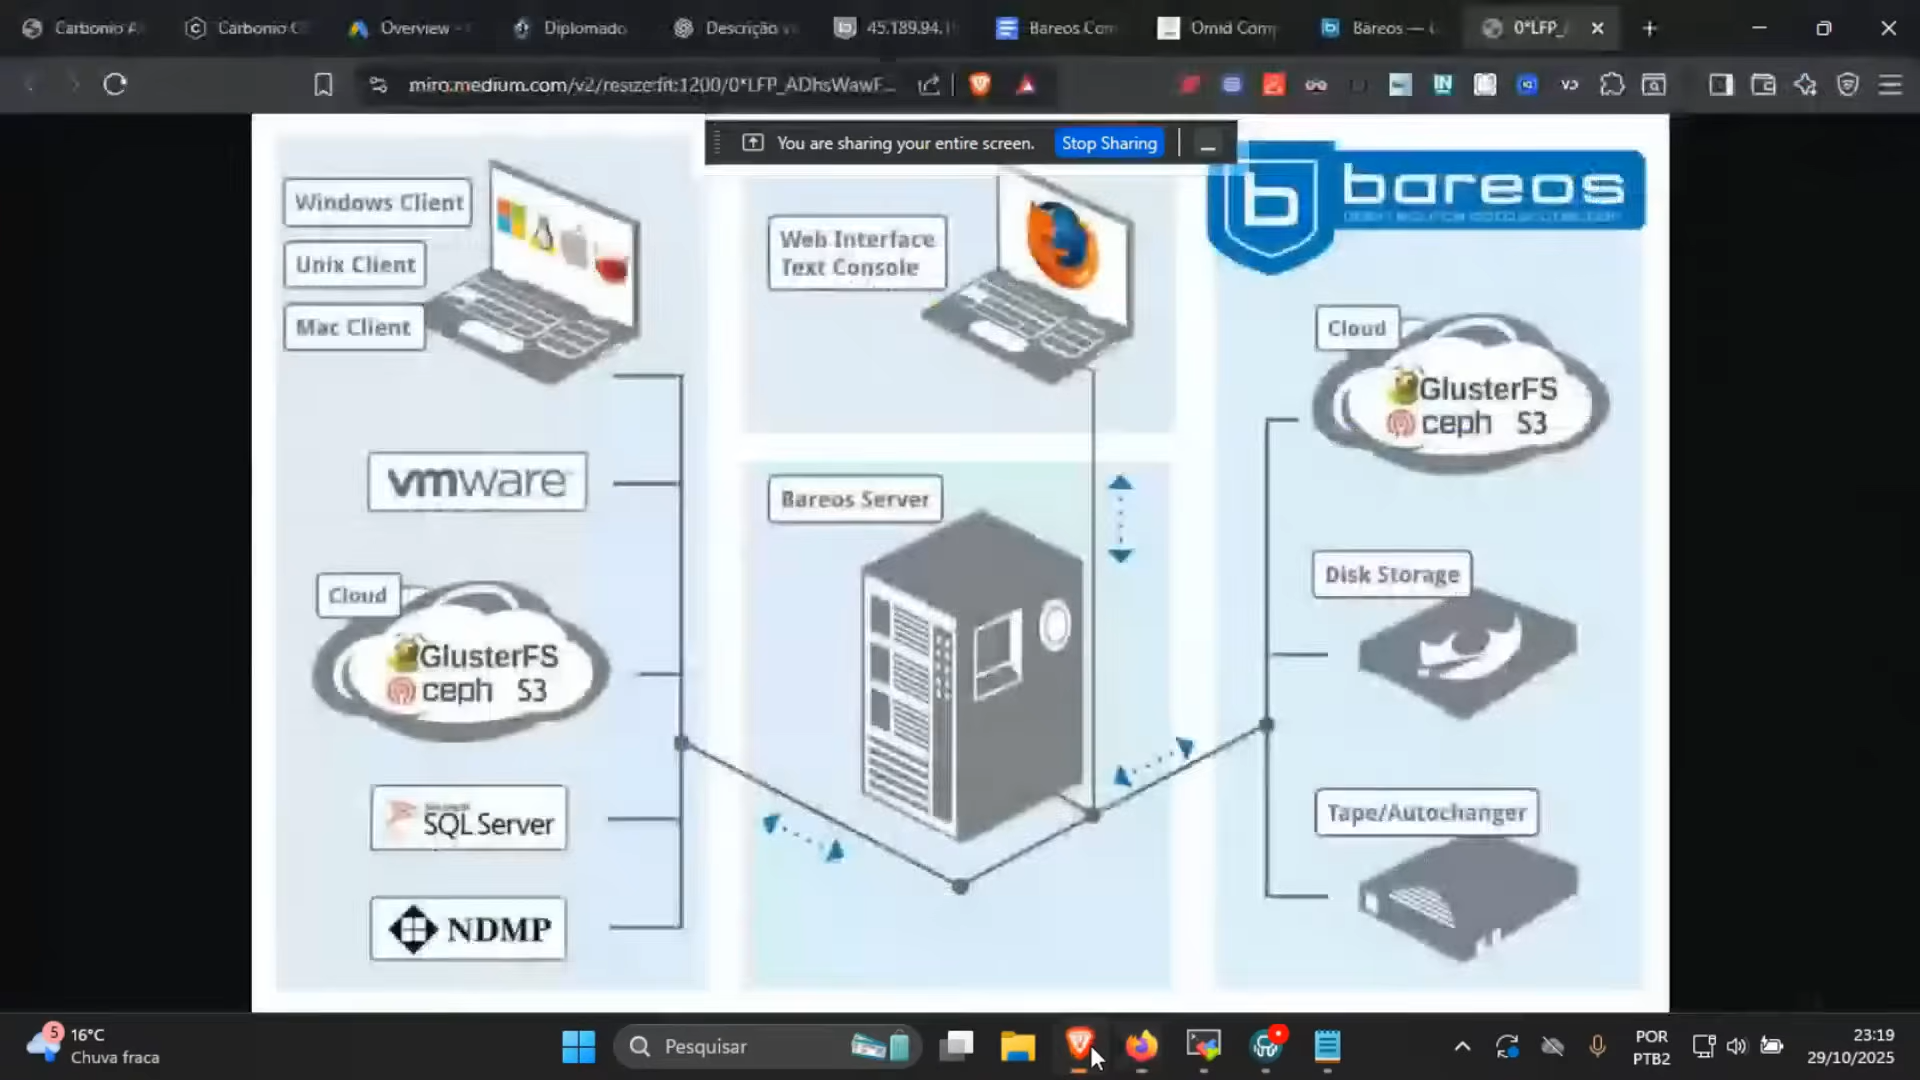 Carbonio A
Carbonio C
Overview -
Diplomado
Descrição v
45.189.94.1
Bareos Com
Omid Comp
Bareos — L
0*LFP_
miro.medium.com/v2/resize:fit:1200/0*LFP_ADhsWawF...
You are sharing your entire screen.
Stop Sharing
Windows Client
Unix Client
Mac Client
vmware
Cloud
GlusterFS
ceph S3
SQL Server
NDMP
Web Interface
Text Console
Bareos Server
bareos
Cloud
GlusterFS
ceph S3
Disk Storage
Tape/Autochanger
5
16°C
Chuva fraca
Pesquisar
POR
PTB2
23:19
29/10/2025